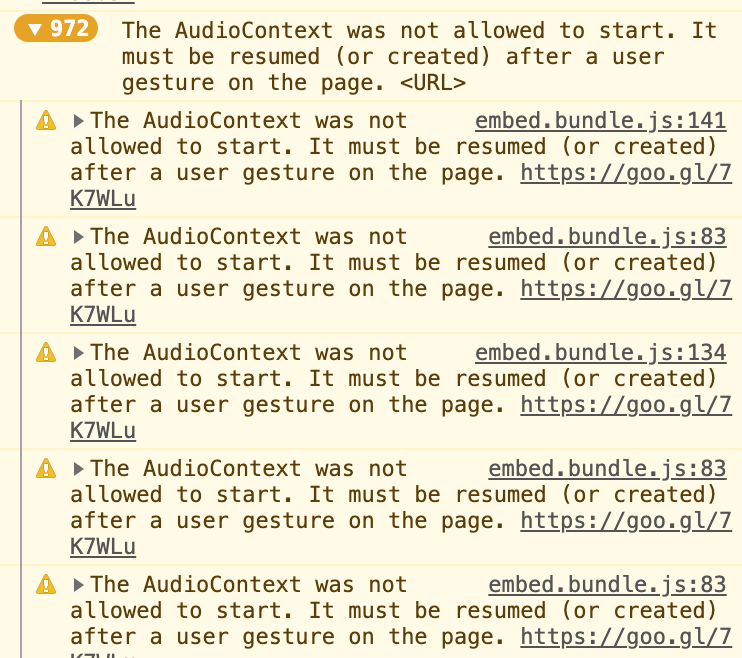 972 The AudioContext was not allowed to start. It
must be resumed (or created) after a user
gesture on the page. <URL>
The AudioContext was not embed.bundle.js:141
allowed to start. It must be resumed (or created)
after a user gesture on the page. https://goo.gl/7
K7WLu
The AudioContext was not embed.bundle.js:83
allowed to start. It must be resumed (or created)
after a user gesture on the page. https://goo.gl/7
K7WLu
The AudioContext was not embed.bundle.js:134
allowed to start. It must be resumed (or created)
after a user gesture on the page. https://goo.gl/7
K7WLu
The AudioContext was not embed.bundle.js:83
allowed to start. It must be resumed (or created)
after a user gesture on the page. https://goo.gl/7
K7WLu
The AudioContext was not embed.bundle.js:83
allowed to start. It must be resumed (or created)
after a user gesture on the page. https://goo.gl/7